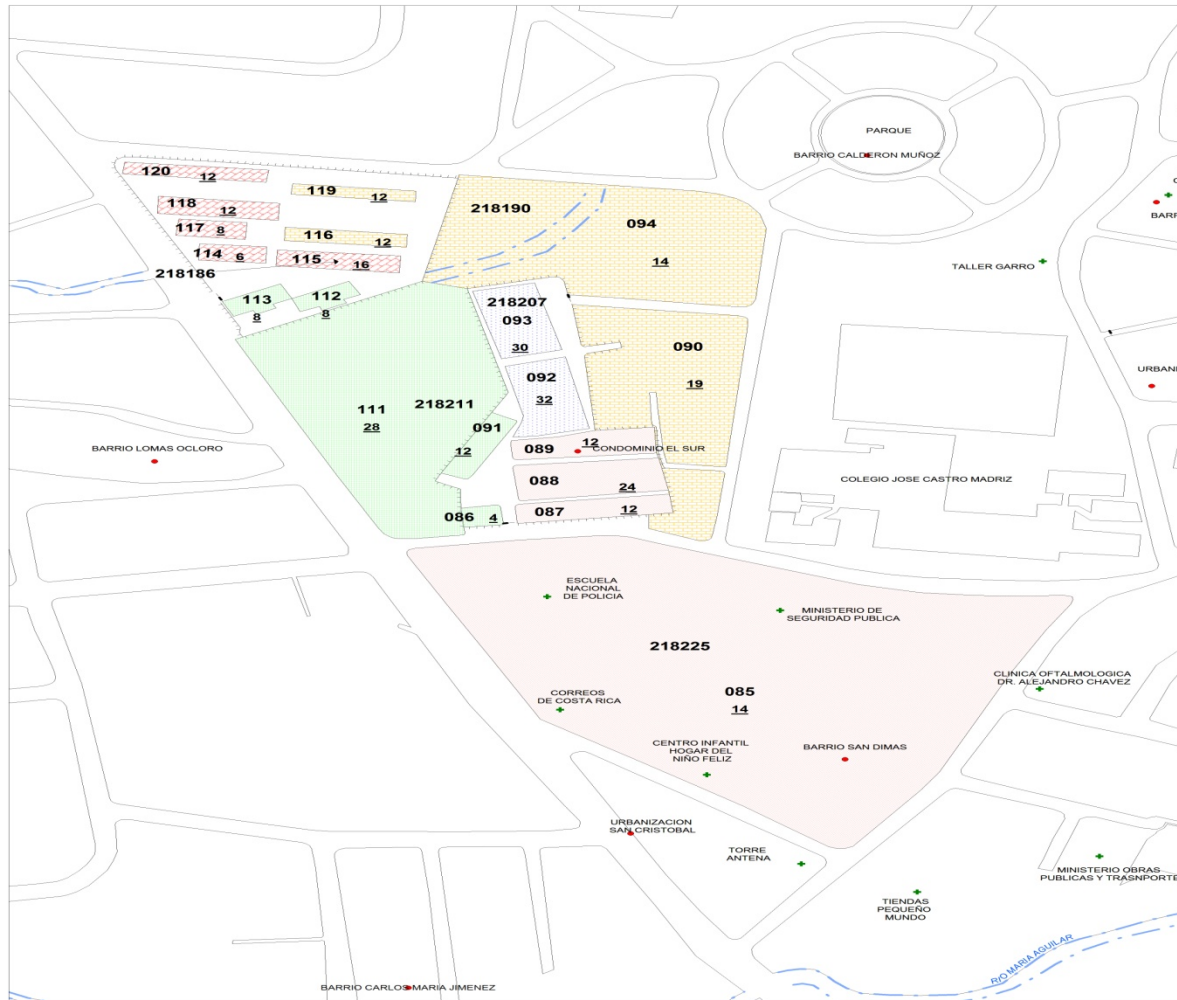 PARQUE
BARRIO CALDERON MUÑOZ
120
12
119
12
118
12
117
8
116
12
114
6
115
16
218186
113
8
112
8
218190
094
14
TALLER GARRO
BARR
218207
093
30
092
32
090
19
URBANI
111
28
218211
091
12
BARRIO LOMAS OCLORO
089
12
CONDOMINIO EL SUR
088
24
087
12
086
4
COLEGIO JOSE CASTRO MADRIZ
ESCUELA
NACIONAL
DE POLICIA
MINISTERIO DE
SEGURIDAD PUBLICA
218225
085
14
CLINICA OFTALMOLOGICA
DR. ALEJANDRO CHAVEZ
CORREOS
DE COSTA RICA
CENTRO INFANTIL
HOGAR DEL
NIÑO FELIZ
BARRIO SAN DIMAS
URBANIZACION
SAN CRISTOBAL
TORRE
ANTENA
MINISTERIO OBRAS
PUBLICAS Y TRASNPORTE
TIENDAS
PEQUEÑO
MUNDO
RIO MARIA AGUILAR
BARRIO CARLOS MARIA JIMENEZ